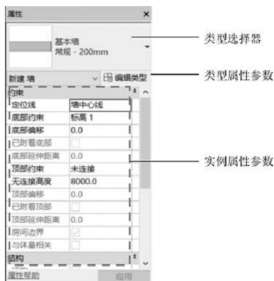 属性
基本墙
常规 - 200mm
类型选择器
新建 墙
编辑类型
类型属性参数
约束
定位线 墙中心线
底部约束 标高 1
底部偏移 0.0
已附着底部
底部延伸距离 0.0
顶部约束 未连接
实例属性参数
无连接高度 8000.0
顶部偏移 0.0
已附着顶部
顶部延伸距离 0.0
房间边界
与体量相关
结构
属性帮助 应用